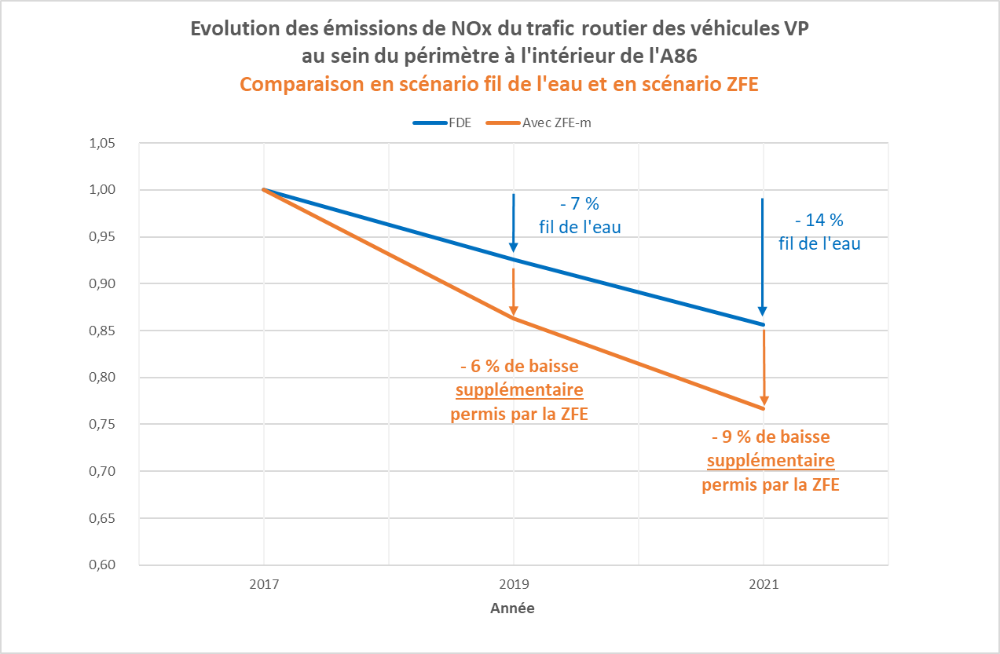 Evolution des émissions de NOx du trafic routier des véhicules VP
au sein du périmètre à l'intérieur de l'A86
Comparaison en scénario fil de l'eau et en scénario ZFE
FDE
Avec ZFE-m
1,05
1,00
0,95
0,90
0,85
0,80
0,75
0,70
0,65
0,60
- 7 %
fil de l'eau
- 14 %
fil de l'eau
- 6 % de baisse
supplémentaire
permis par la ZFE
- 9 % de baisse
supplémentaire
permis par la ZFE
2017
2019
2021
Année